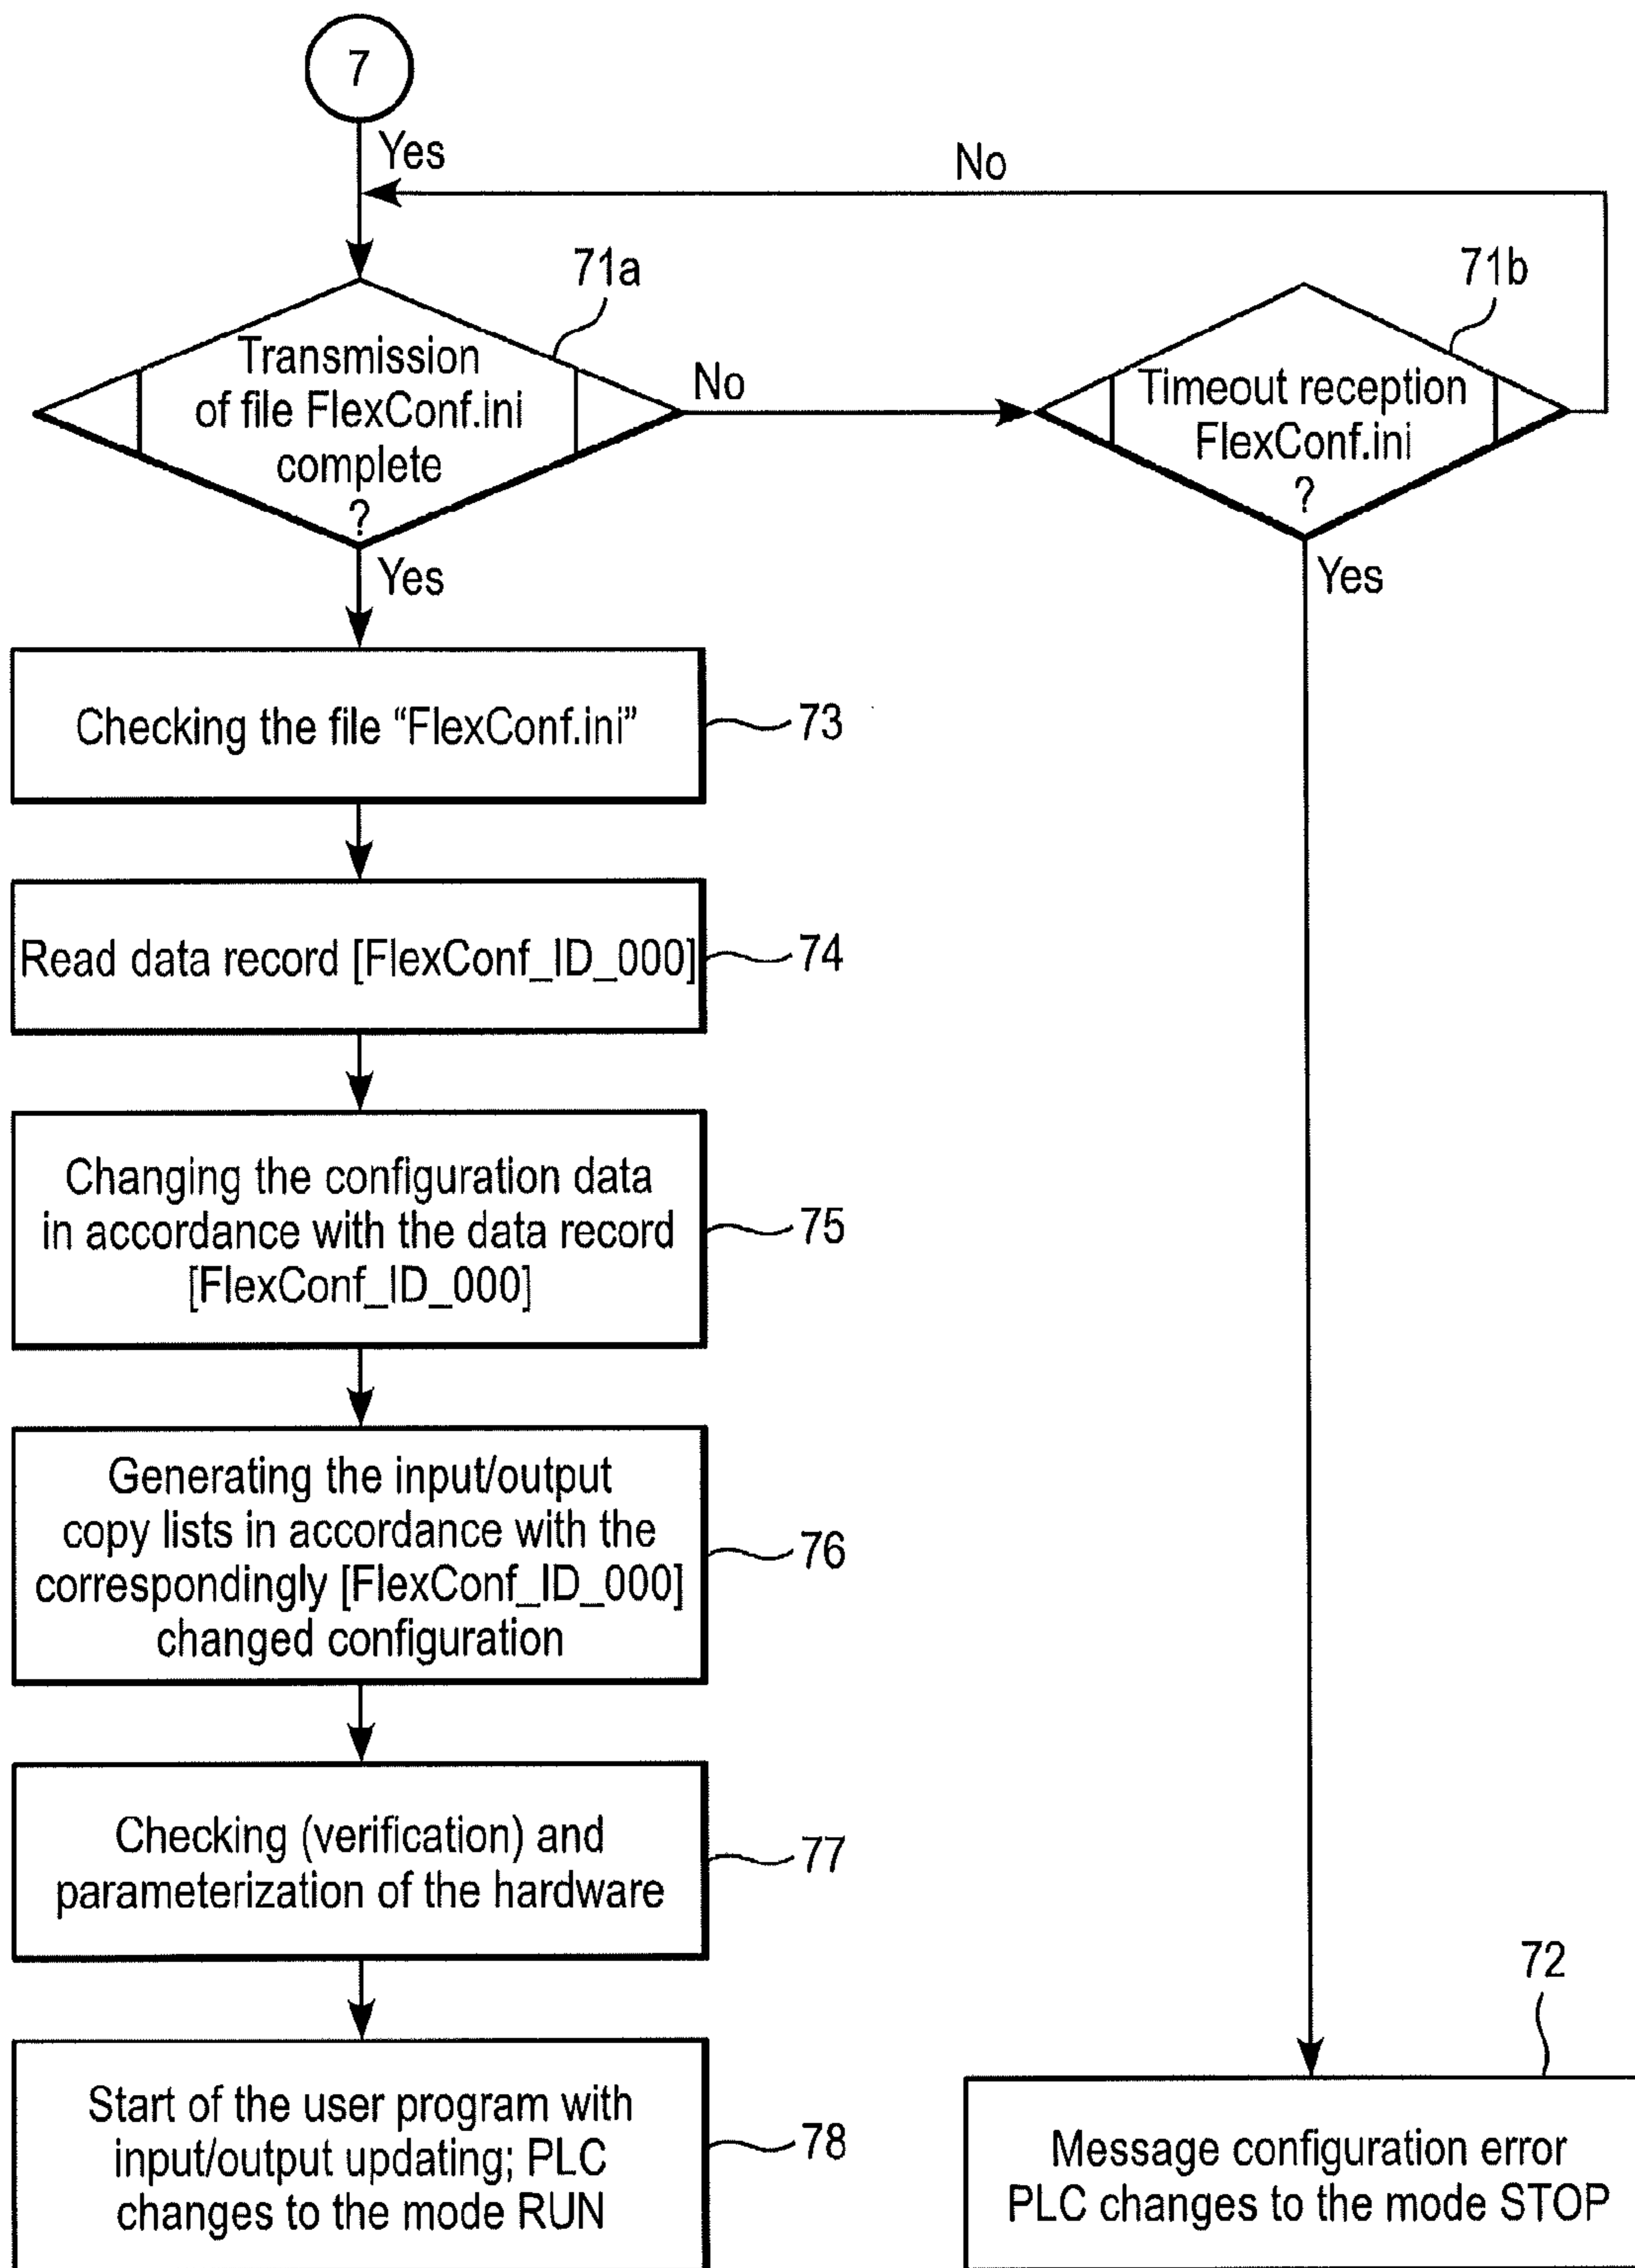 7
Yes
No
71a
71b
Transmission
of file FlexConf.ini
complete
?
No
Timeout reception
FlexConf.ini
?
Yes
Yes
Checking the file “FlexConf.ini”
73
Read data record [FlexConf_ID_000]
74
Changing the configuration data
in accordance with the data record
[FlexConf_ID_000]
75
Generating the input/output
copy lists in accordance with the
correspondingly [FlexConf_ID_000]
changed configuration
76
Checking (verification) and
parameterization of the hardware
77
Start of the user program with
input/output updating; PLC
changes to the mode RUN
78
72
Message configuration error
PLC changes to the mode STOP